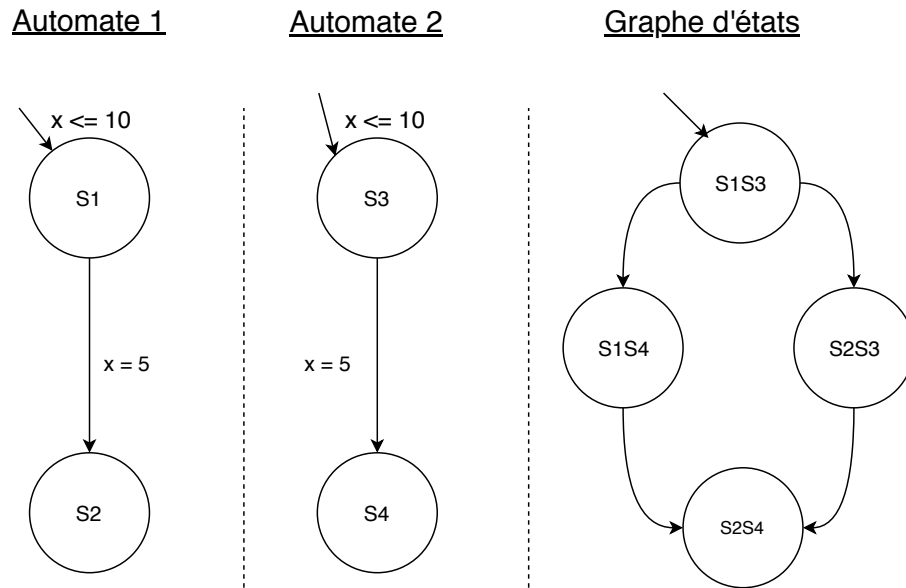 Automate 1
x <= 10
S1
x = 5
S2
Automate 2
x <= 10
S3
x = 5
S4
Graphe d'états
S1S3
S1S4
S2S3
S2S4